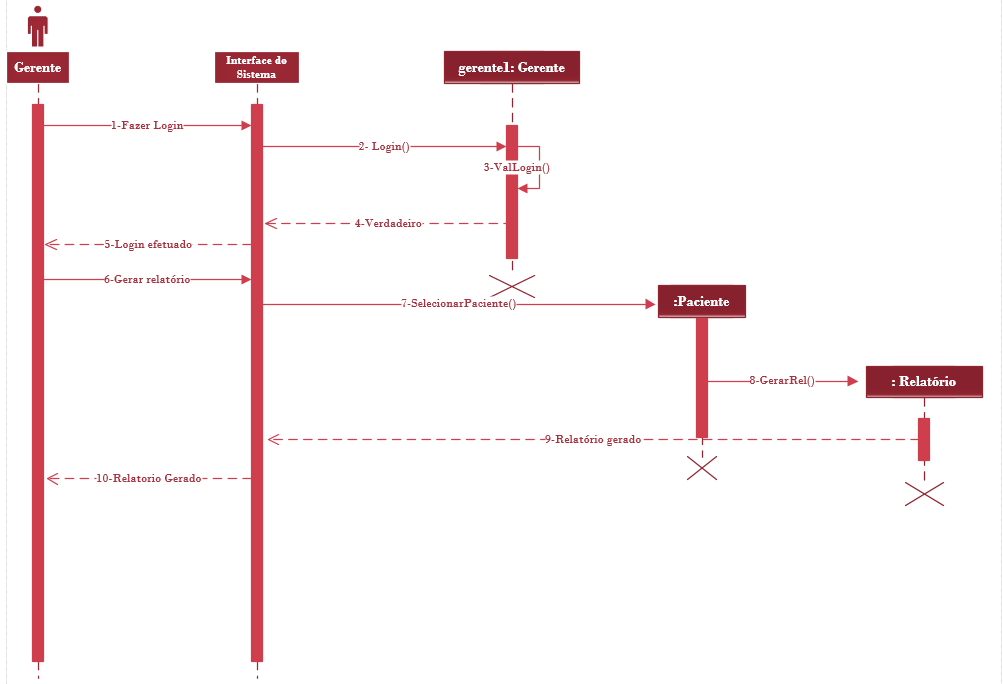 Gerente
Interface do
Sistema
gerente1: Gerente
1-Fazer Login
2- Login()
3-ValLogin()
4-Verdadeiro
5-Login efetuado
6-Gerar relatório
7-SelecionarPaciente()
:Paciente
8-GerarRel()
: Relatório
9-Relatório gerado
10-Relatorio Gerado